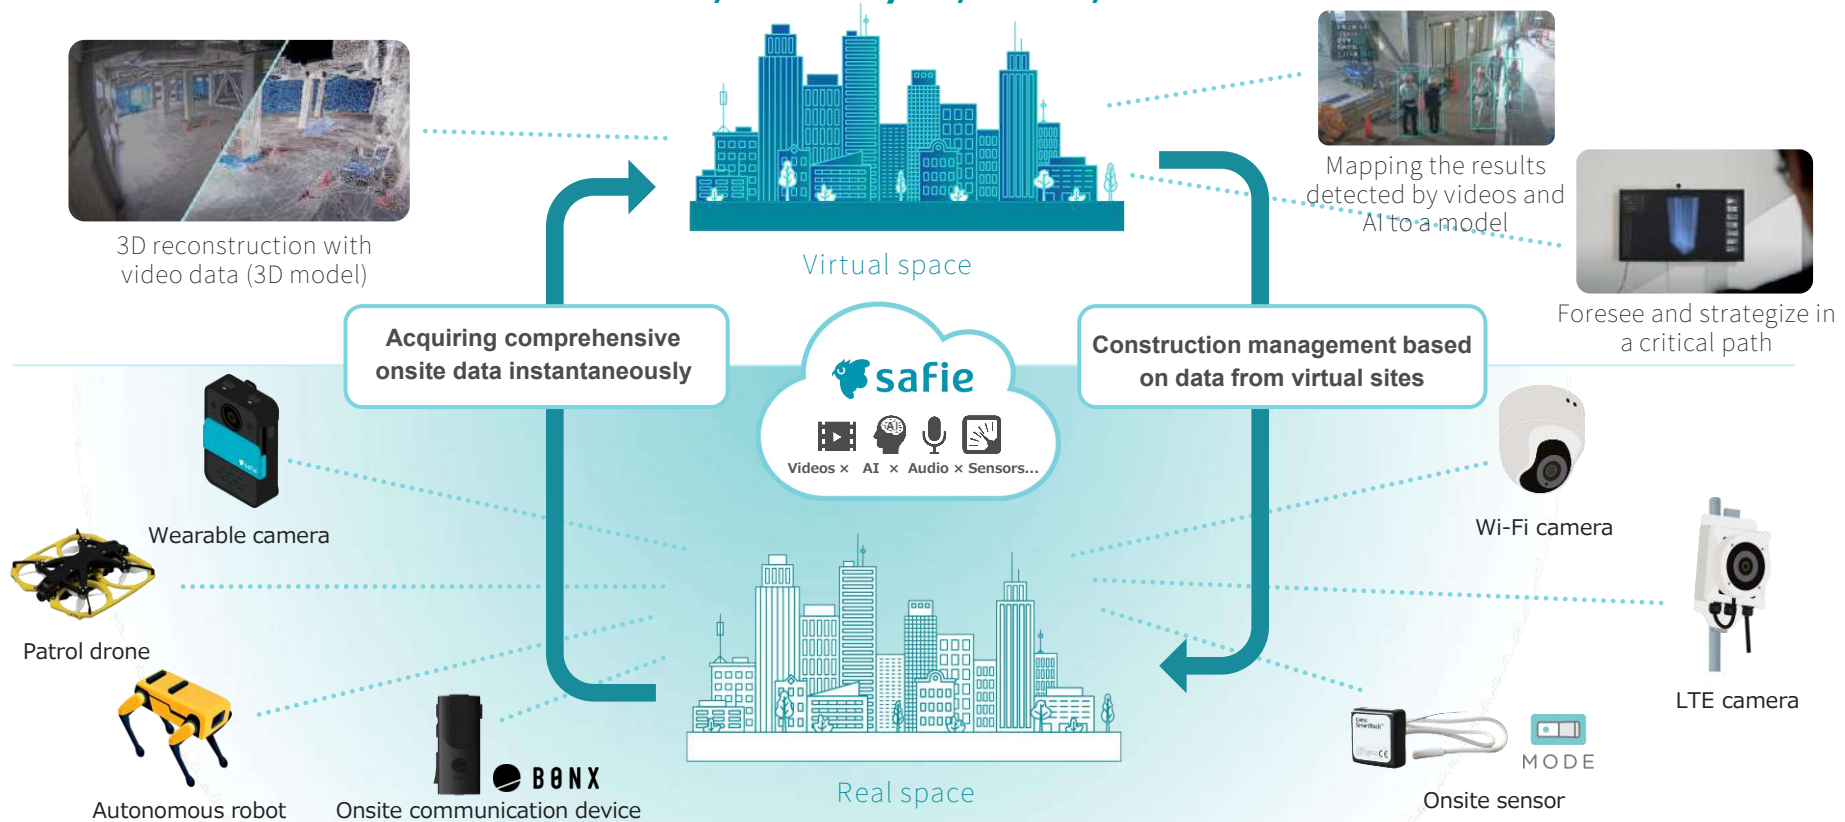 3D reconstruction with
video data (3D model)
Virtual space
Mapping the results
detected by videos and
AI to a model
Foresee and strategize in
a critical path
Acquiring comprehensive
onsite data instantaneously
safie
AI
Videos × AI × Audio × Sensors...
Construction management based
on data from virtual sites
safie
Wearable camera
Patrol drone
Autonomous robot
BONX
Onsite communication device
Real space
Wi-Fi camera
LTE camera
MODE
Onsite sensor